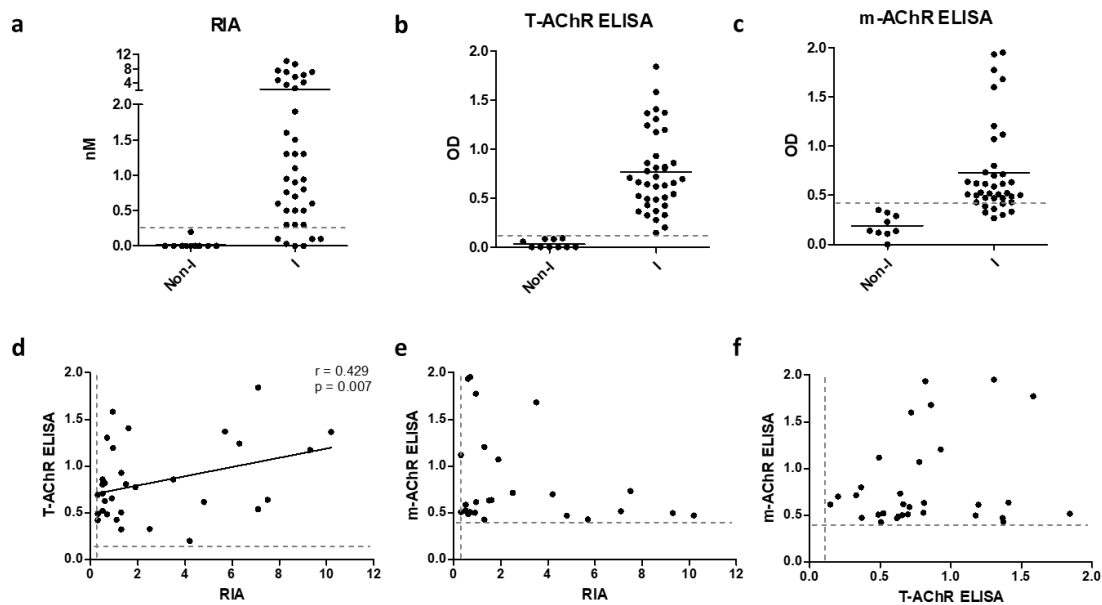 a
RIA
nM
12
8
4
2.0
1.5
1.0
0.5
0.0
Non-I
I
b
T-AChR ELISA
OD
2.0
1.5
1.0
0.5
0.0
Non-I
I
c
m-AChR ELISA
OD
2.0
1.5
1.0
0.5
0.0
Non-I
I
d
r = 0.429
p = 0.007
T-AChR ELISA
2.0
1.5
1.0
0.5
0.0
0 2 4 6 8 10 12
RIA
e
m-AChR ELISA
2.0
1.5
1.0
0.5
0.0
0 2 4 6 8 10 12
RIA
f
m-AChR ELISA
2.0
1.5
1.0
0.5
0.0
0.0 0.5 1.0 1.5 2.0
T-AChR ELISA